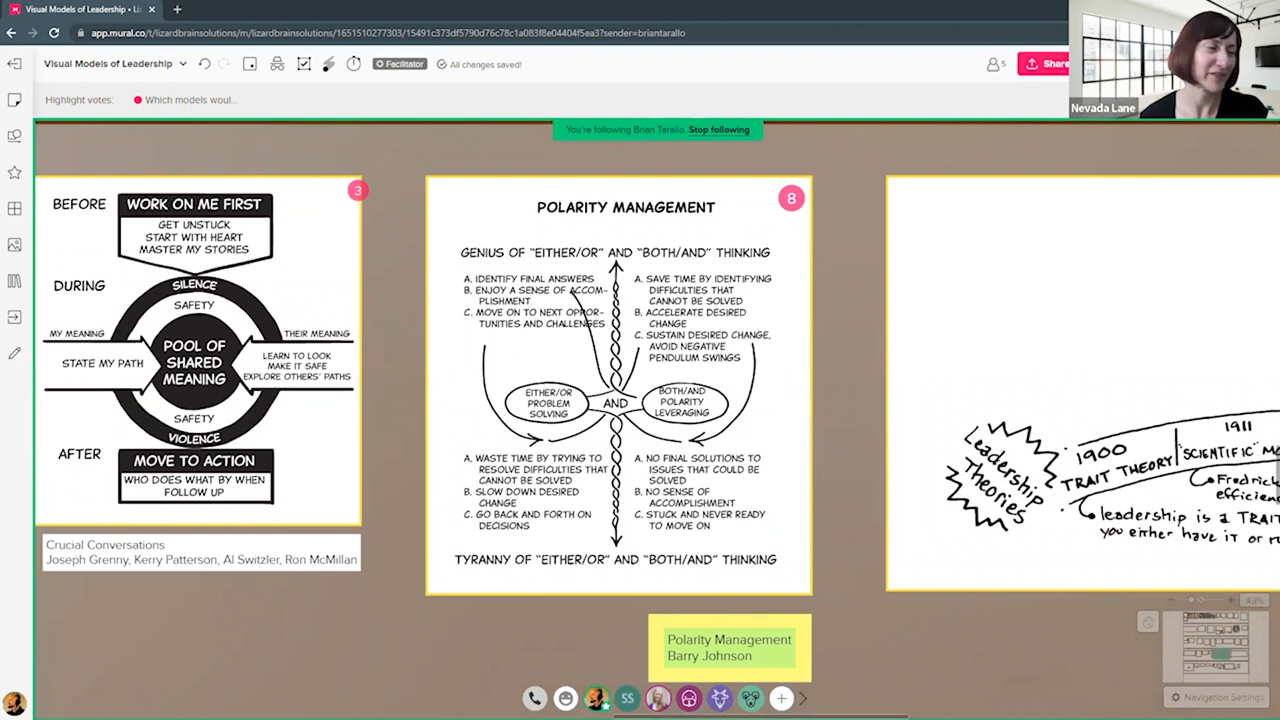 Visual Models of Leadership • Li
app.mural.co/t/lizardbrainsolutions/m/lizardbrainsolutions/1651510277303/15491c373df5790d76c78c1a083f8e04404f5ea3?sender=briantarallo
Visual Models of Leadership
Facilitator
All changes saved!
5
Share
Nevada Lane
Highlight votes:
Which models woul...
You're following Brian Tarallo. Stop following
3
BEFORE
WORK ON ME FIRST
GET UNSTUCK
START WITH HEART
MASTER MY STORIES
DURING
SILENCE
SAFETY
MY MEANING
THEIR MEANING
STATE MY PATH
POOL OF
SHARED
MEANING
LEARN TO LOOK
MAKE IT SAFE
EXPLORE OTHERS' PATHS
SAFETY
VIOLENCE
AFTER
MOVE TO ACTION
WHO DOES WHAT BY WHEN
FOLLOW UP
Crucial Conversations
Joseph Grenny, Kerry Patterson, Al Switzler, Ron McMillan
8
POLARITY MANAGEMENT
GENIUS OF "EITHER/OR" AND "BOTH/AND" THINKING
A. IDENTIFY FINAL ANSWERS
B. ENJOY A SENSE OF ACCOM-
PLISHMENT
C. MOVE ON TO NEXT OPPOR-
TUNITIES AND CHALLENGES
A. SAVE TIME BY IDENTIFYING
DIFFICULTIES THAT
CANNOT BE SOLVED
B. ACCELERATE DESIRED
CHANGE
C. SUSTAIN DESIRED CHANGE,
AVOID NEGATIVE
PENDULUM SWINGS
EITHER/OR
PROBLEM
SOLVING
AND
BOTH/AND
POLARITY
LEVERAGING
A. WASTE TIME BY TRYING TO
RESOLVE DIFFICULTIES THAT
CANNOT BE SOLVED
B. SLOW DOWN DESIRED
CHANGE
C. GO BACK AND FORTH ON
DECISIONS
A. NO FINAL SOLUTIONS TO
ISSUES THAT COULD BE
SOLVED
B. NO SENSE OF
ACCOMPLISHMENT
C. STUCK AND NEVER READY
TO MOVE ON
TYRANNY OF "EITHER/OR" AND "BOTH/AND" THINKING
Polarity Management
Barry Johnson
Leadership
Theories
1900
TRAIT THEORY
1911
"SCIENTIFIC"
leadership is a TRAIT
you either have it or
49%
SS
Navigation Settings